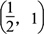 (1/2, 1)